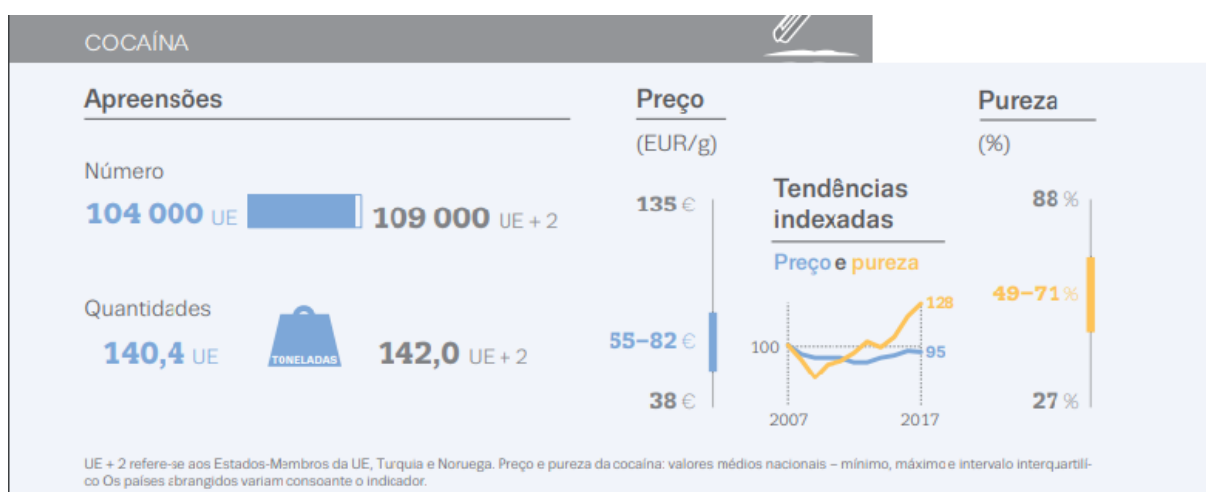 COCAÍNA
Apreensões
Número
104 000 UE
109 000 UE + 2
Quantidades
140,4 UE
TONELADAS
142,0 UE + 2
Preço
(EUR/g)
135 €
55–82 €
38 €
Tendências
indexadas
Preço e pureza
128
100
95
2007
2017
Pureza
(%)
88 %
49–71 %
27 %
UE + 2 refere-se aos Estados-Membros da UE, Turquia e Noruega. Preço e pureza da cocaína: valores médios nacionais – mínimo, máximo e intervalo interquartíli-
co Os países abrangidos variam consoante o indicador.